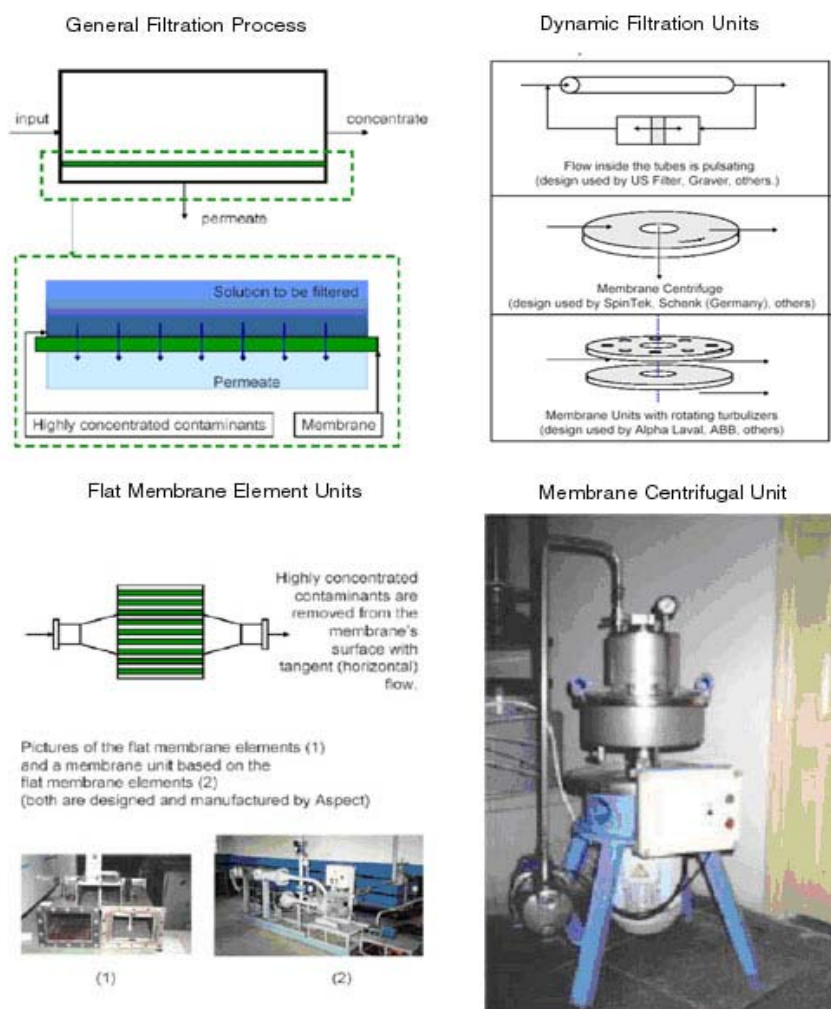 General Filtration Process
input
concentrate
permeate
Solution to be filtered
Permeate
Highly concentrated contaminants
Membrane
Dynamic Filtration Units
Flow inside the tubes is pulsating
(design used by US Filter, Graver, others.)
Membrane Centrifuge
(design used by SpinTek, Schenk (Germany), others)
Membrane Units with rotating turbulizers
(design used by Alpha Laval, ABB, others)
Flat Membrane Element Units
Highly concentrated
contaminants are
removed from the
membrane's
surface with
tangent (horizontal)
flow.
Pictures of the flat membrane elements (1)
and a membrane unit based on the
flat membrane elements (2)
(both are designed and manufactured by Aspect)
(1)
(2)
Membrane Centrifugal Unit